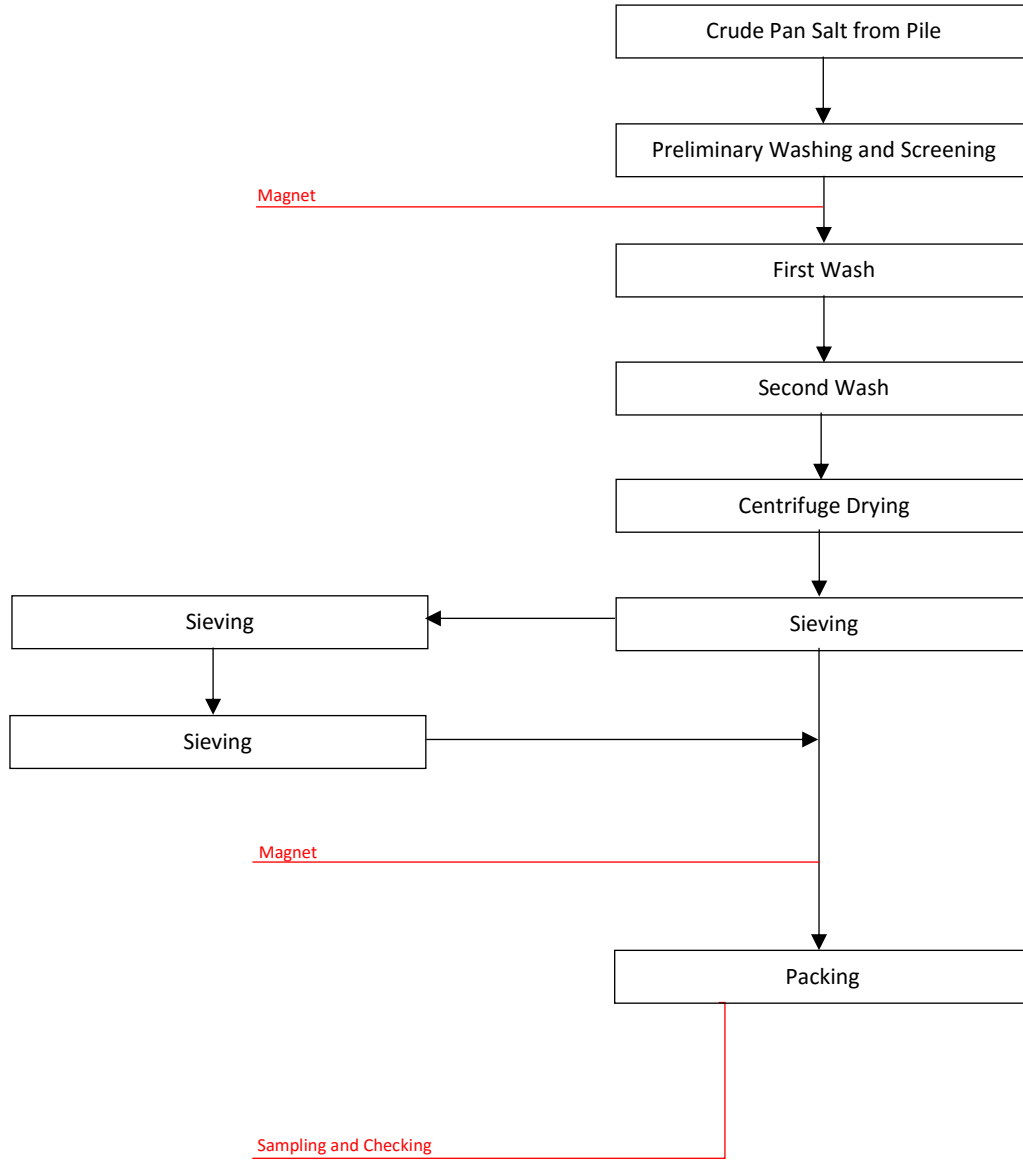 Crude Pan Salt from Pile
Preliminary Washing and Screening
Magnet
First Wash
Second Wash
Centrifuge Drying
Sieving
Sieving
Sieving
Magnet
Packing
Sampling and Checking